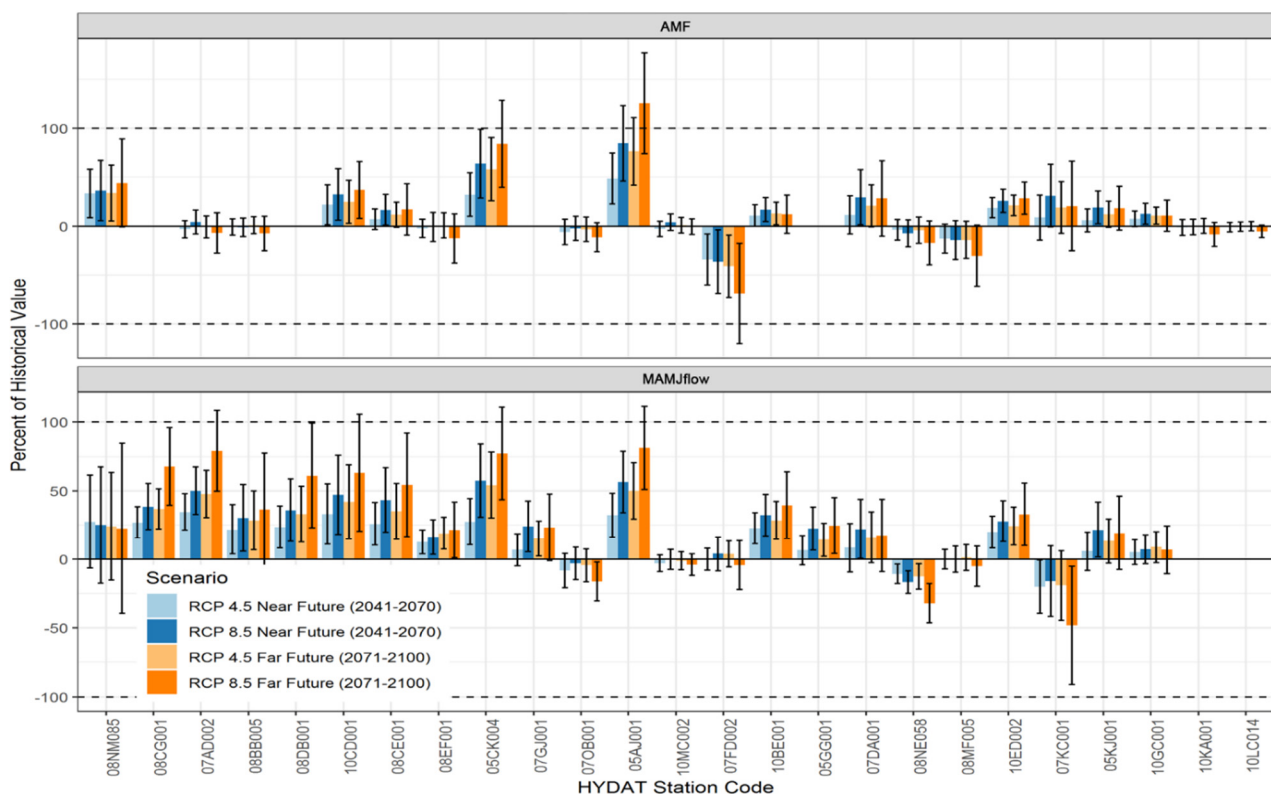 AMF
100
0
-100
MAMJflow
100
50
0
-50
-100
Percent of Historical Value
Scenario
RCP 4.5 Near Future (2041-2070)
RCP 8.5 Near Future (2041-2070)
RCP 4.5 Far Future (2071-2100)
RCP 8.5 Far Future (2071-2100)
08NM085
08CG001
07AD002
08BB005
08DB001
10CD001
08CE001
08EF001
05CK004
07GJ001
07OB001
05AJ001
10MC002
07FD002
10BE001
05GG001
07DA001
08NE058
08MF005
10ED002
07KC001
05KJ001
10GC001
10KA001
10LC014
HYDAT Station Code